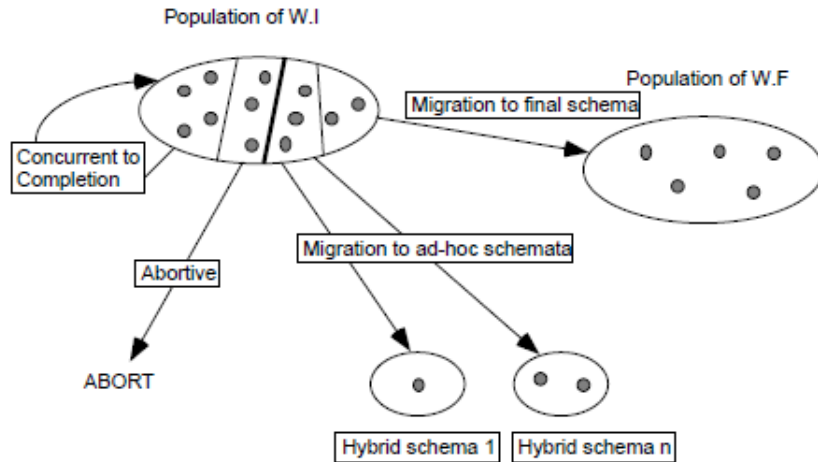 Population of W.I
Population of W.F
Migration to final schema
Concurrent to
Completion
Migration to ad-hoc schemata
Abortive
ABORT
Hybrid schema 1
Hybrid schema n